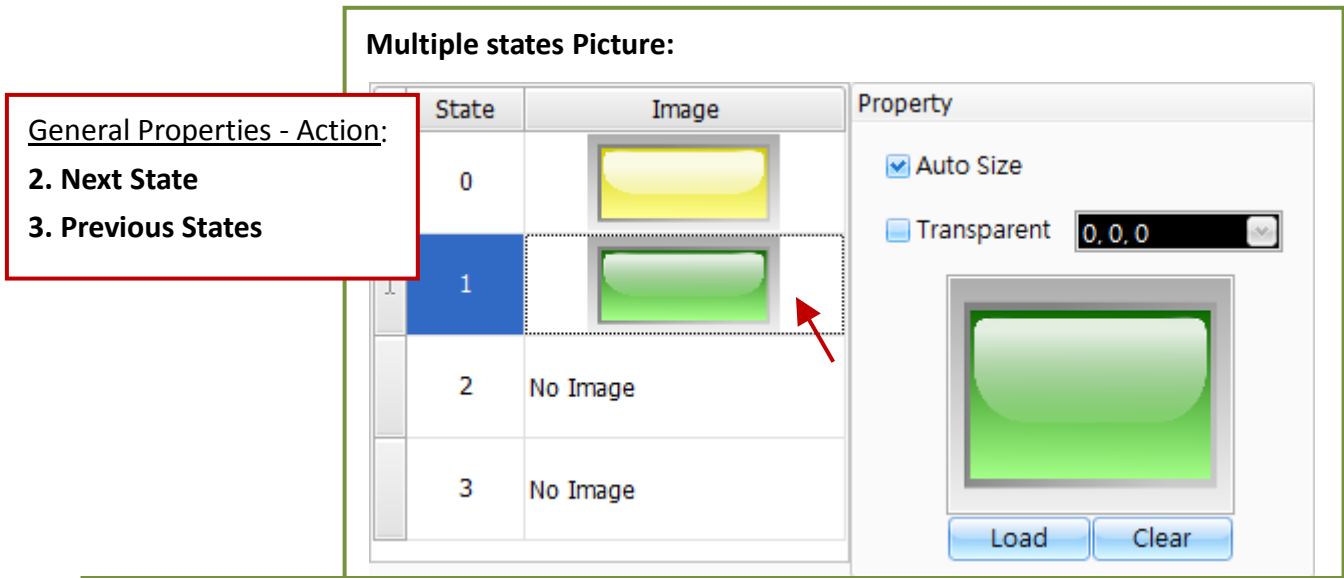 Multiple states Picture:
General Properties - Action:
2. Next State
3. Previous States
State Image
0
1
2 No Image
3 No Image
Property
Auto Size
Transparent 0, 0, 0
Load Clear